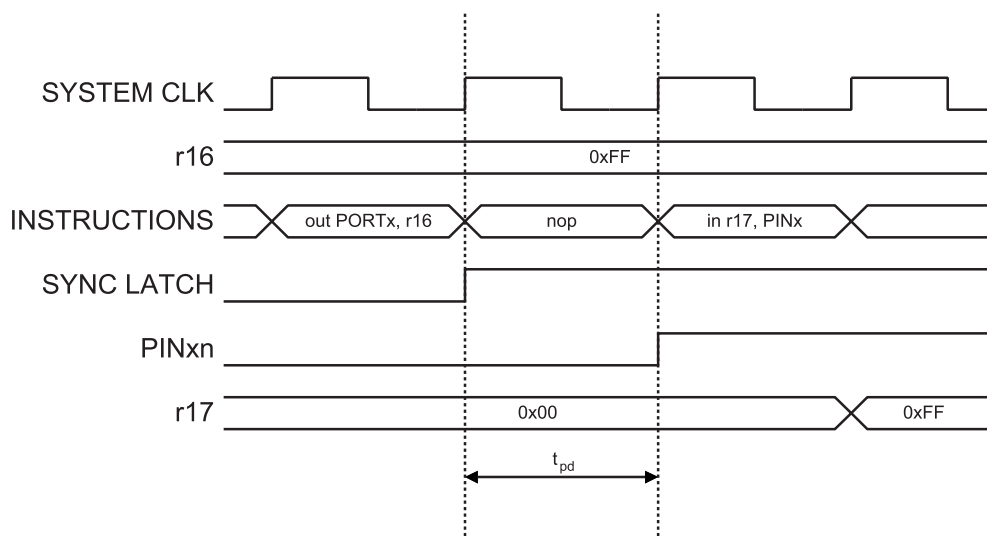 SYSTEM CLK
r16
0xFF
INSTRUCTIONS
out PORTx, r16
nop
in r17, PINx
SYNC LATCH
PINxn
r17
0x00
0xFF
tpd